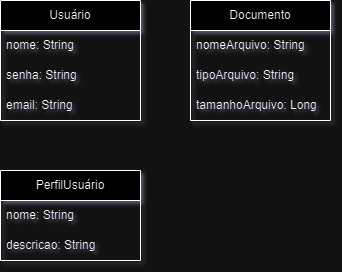 Usuário
nome: String
senha: String
email: String
Documento
nomeArquivo: String
tipoArquivo: String
tamanhoArquivo: Long
PerfilUsuário
nome: String
descricao: String